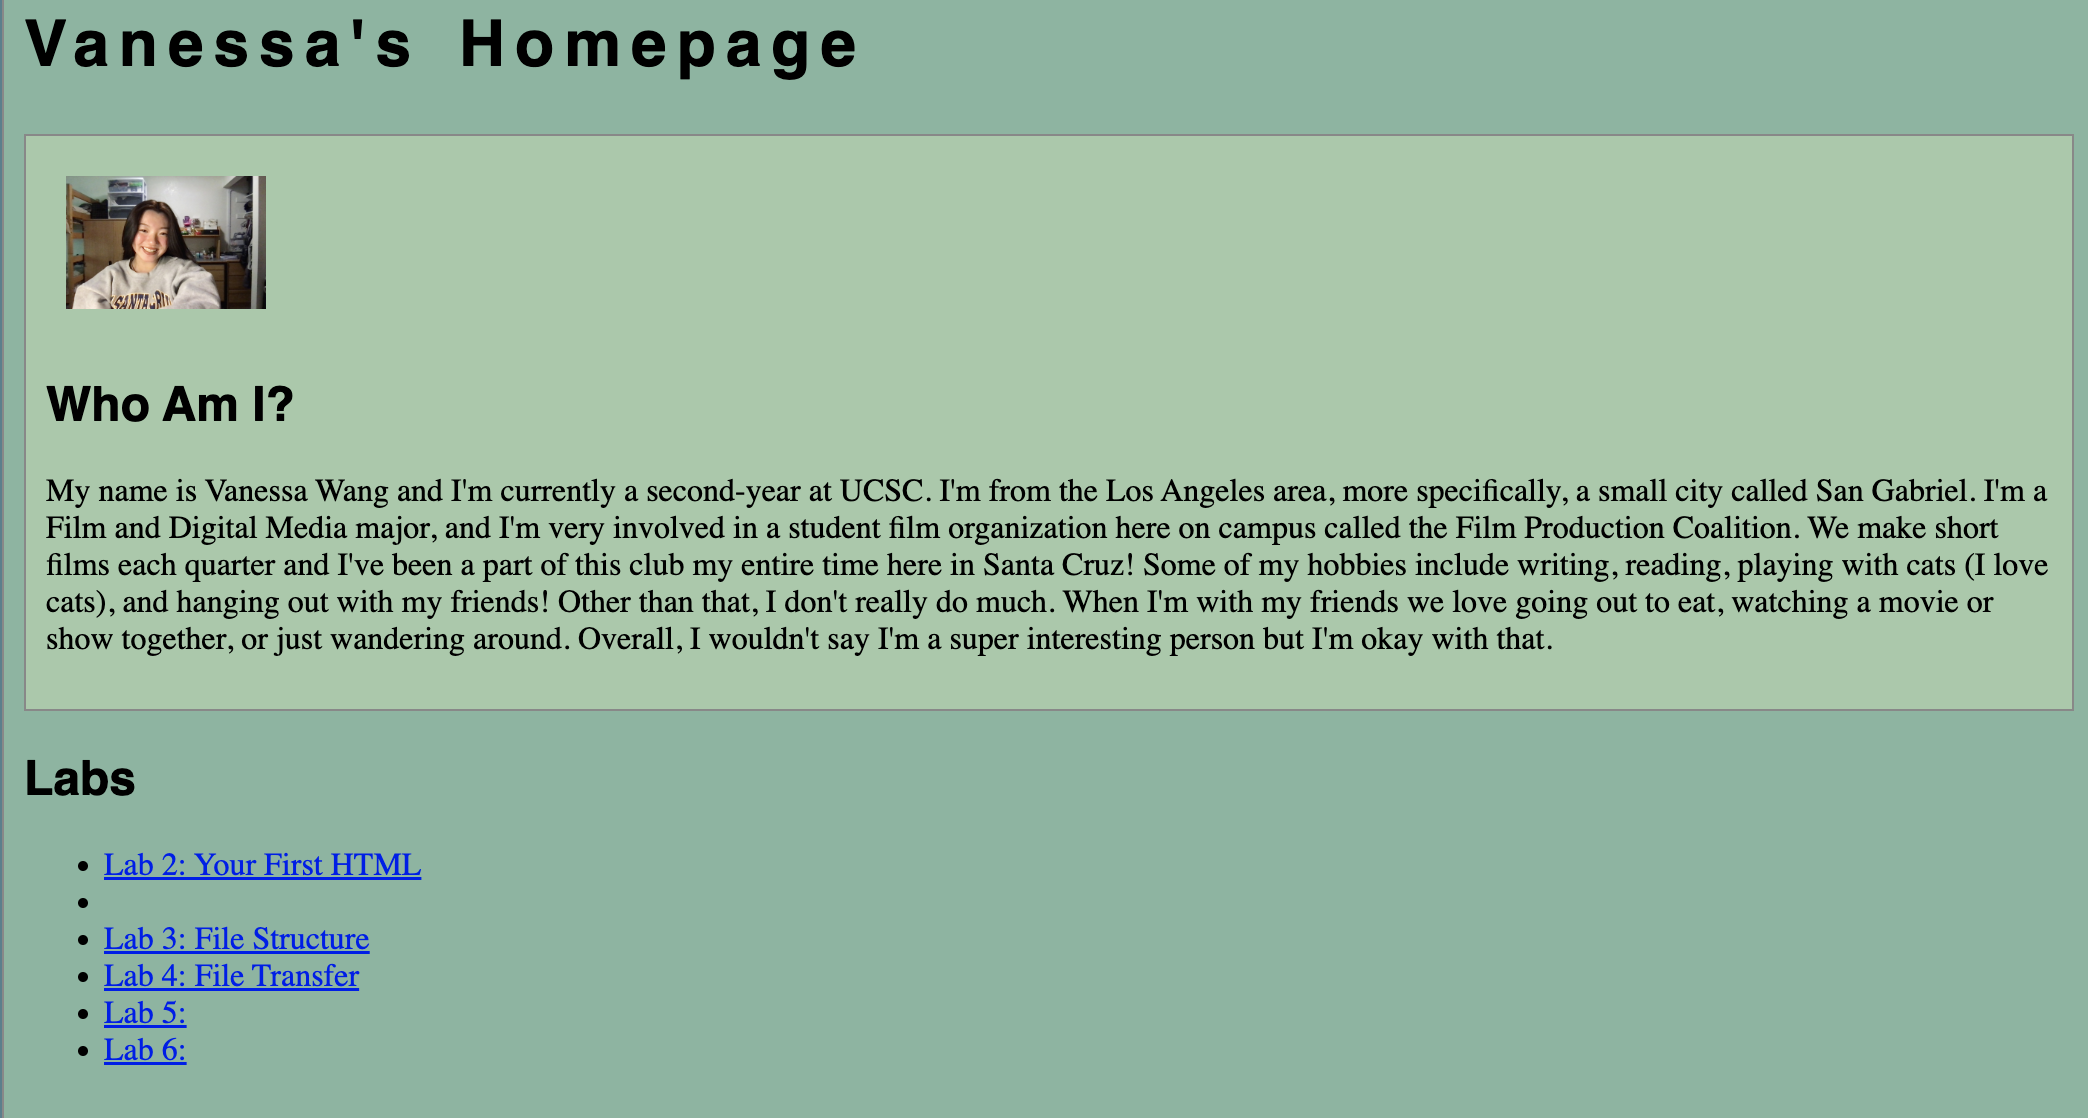 Vanessa's Homepage
Who Am I?
My name is Vanessa Wang and I'm currently a second-year at UCSC. I'm from the Los Angeles area, more specifically, a small city called San Gabriel. I'm a
Film and Digital Media major, and I'm very involved in a student film organization here on campus called the Film Production Coalition. We make short
films each quarter and I've been a part of this club my entire time here in Santa Cruz! Some of my hobbies include writing, reading, playing with cats (I love
cats), and hanging out with my friends! Other than that, I don't really do much. When I'm with my friends we love going out to eat, watching a movie or
show together, or just wandering around. Overall, I wouldn't say I'm a super interesting person but I'm okay with that.
Labs
Lab 2: Your First HTML
Lab 3: File Structure
Lab 4: File Transfer
Lab 5:
Lab 6: